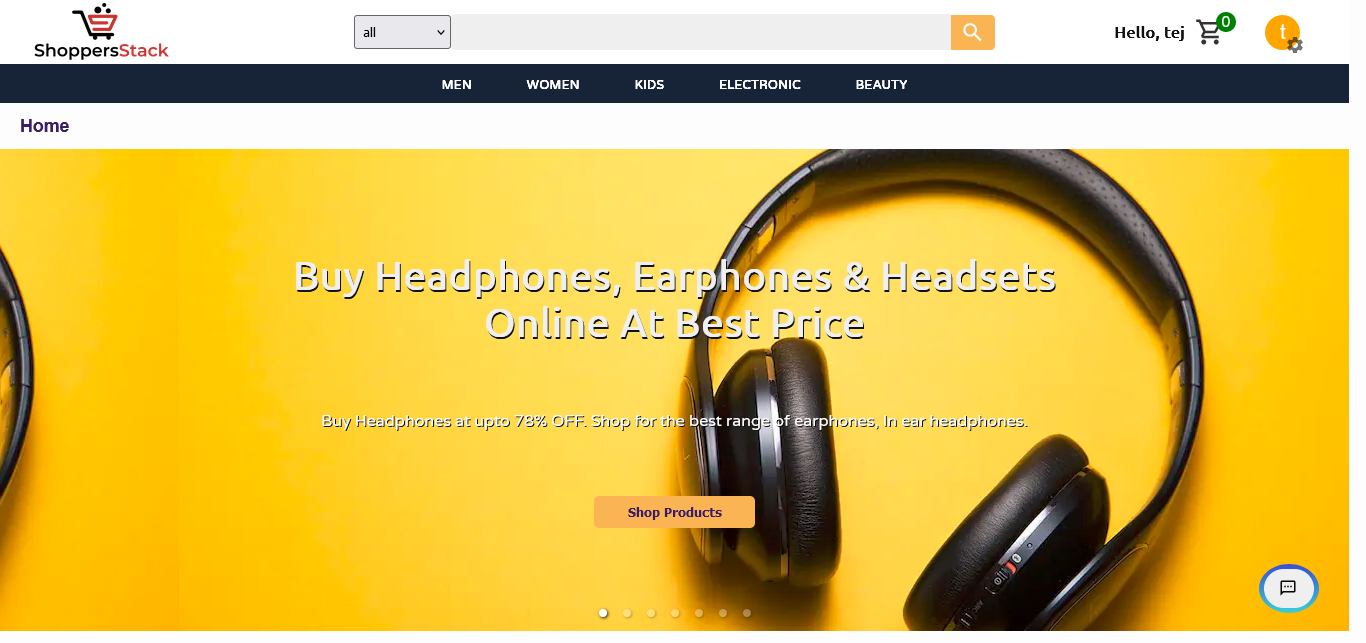 ShoppersStack
all
Hello, tej
0
t
MEN WOMEN KIDS ELECTRONIC BEAUTY
Home
Buy Headphones, Earphones & Headsets
Online At Best Price
Buy Headphones at upto 78% OFF. Shop for the best range of earphones, In ear headphones.
Shop Products